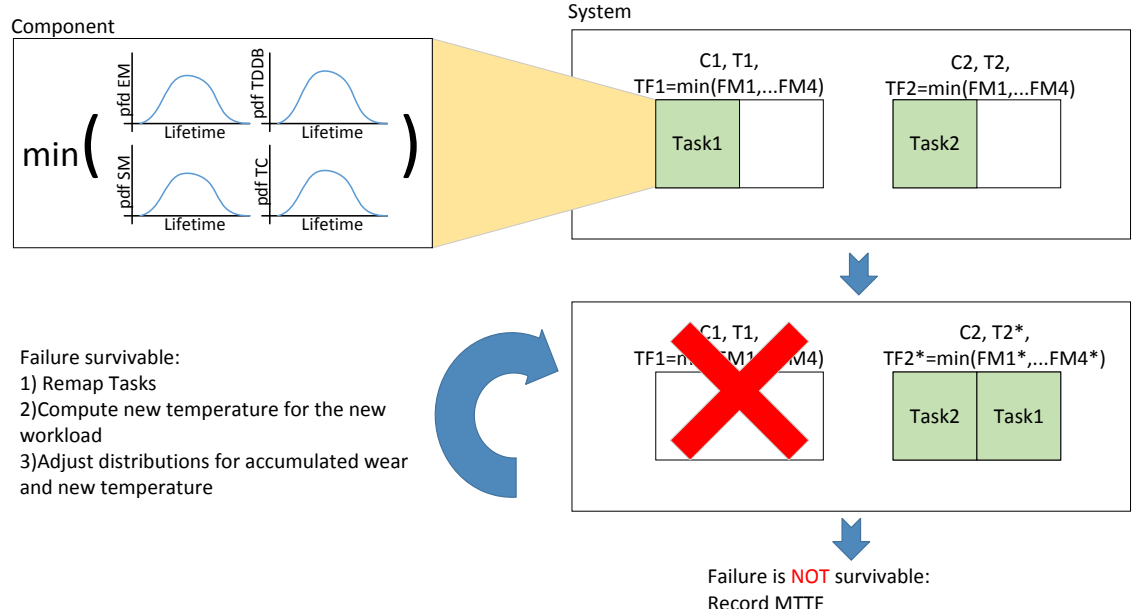 Component
System
pfd EM
Lifetime
pdf TDDB
Lifetime
min(
)
pdf SM
Lifetime
pdf TC
Lifetime
C1, T1,
TF1=min(FM1,...FM4)
Task1
C2, T2,
TF2=min(FM1,...FM4)
Task2
Failure survivable:
1) Remap Tasks
2)Compute new temperature for the new
workload
3)Adjust distributions for accumulated wear
and new temperature
C1, T1,
TF1=min(FM1,...FM4)
C2, T2*,
TF2*=min(FM1*,...FM4*)
Task2
Task1
Failure is NOT survivable:
Record MTTF